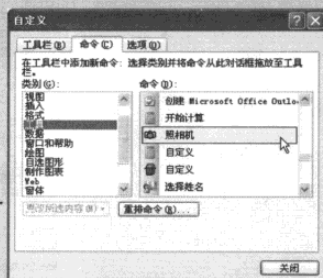 自定义
工具栏(B) 命令(C) 选项(O)
在工具栏中添加新命令: 选择类别并将命令从此对话框拖放至工具
栏。
类别(G):
视图
插入
格式
数据
窗口和帮助
绘图
自选图形
制作图表
Web
窗体
命令(D):
创建 Microsoft Office Outlo
开始计算
照相机
自定义
自定义
选择姓名
更改所选内容(M)
重排命令(R)...
关闭